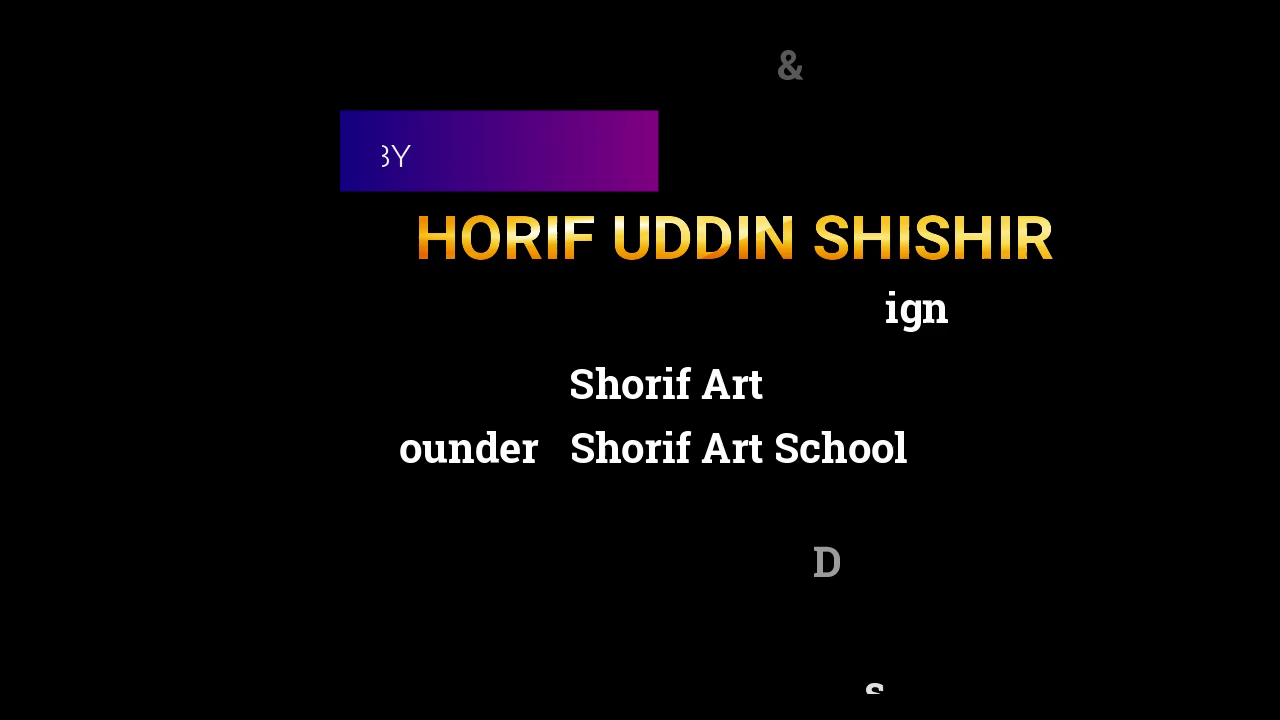 &
BY
HORIF UDDIN SHISHIR
ign
Shorif Art
ounder Shorif Art School
D
s